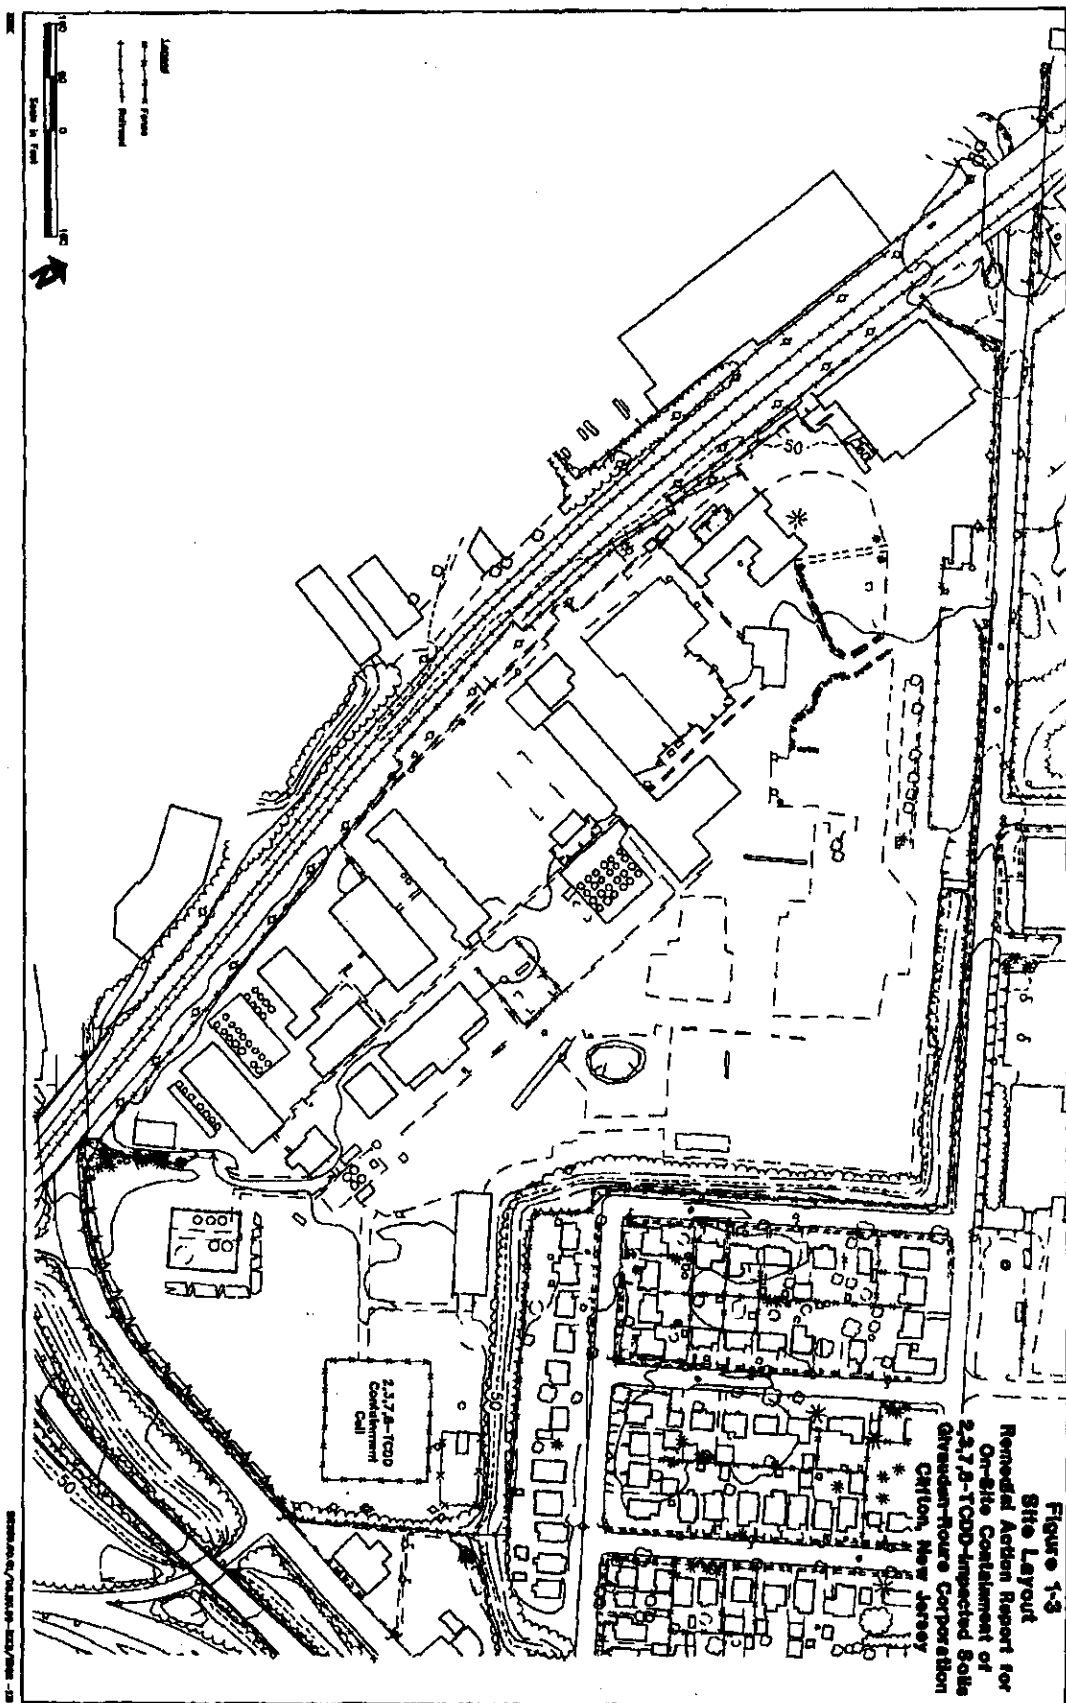 Figure 1-3
Site Layout
Remedial Action Report for
On-Site Containment of
2,3,7,8-TCDD-Impacted Soils
Givaudan-Roure Corporation
Clifton, New Jersey
50
2,3,7,8-TCDD
Containment
Cell
50
50
Legend
Fence
Railroad
0
Scale in Feet
N